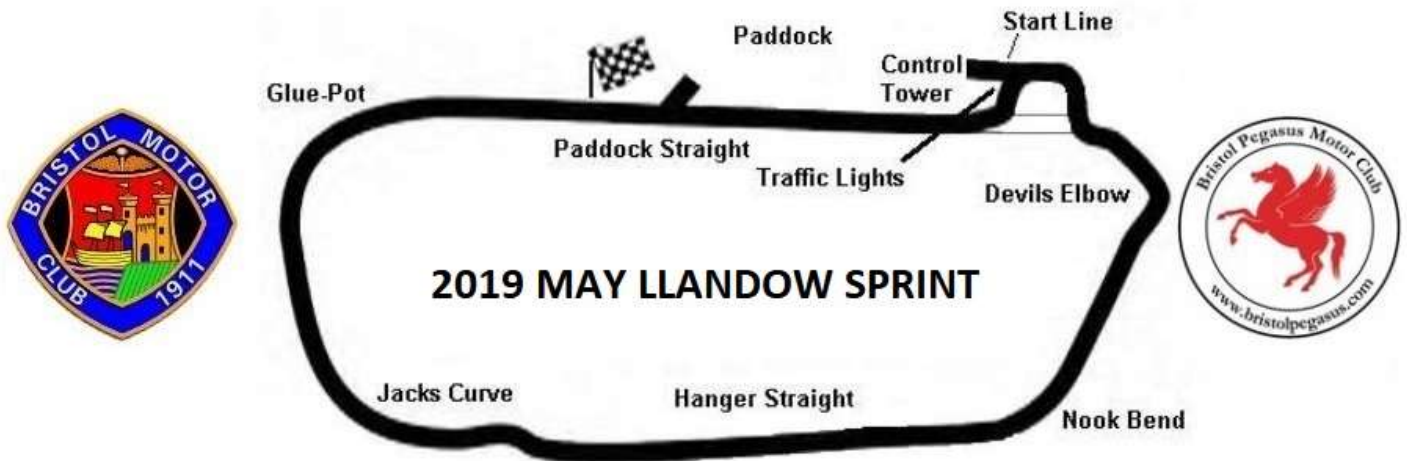 Start Line
Paddock
Control
Tower
Glue-Pot
Paddock Straight
Traffic Lights
Devils Elbow
BRISTOL MOTOR
CLUB 1911
Bristol Pegasus Motor Club
www.bristolpegasus.com
2019 MAY LLANDOW SPRINT
Jacks Curve
Hanger Straight
Nook Bend